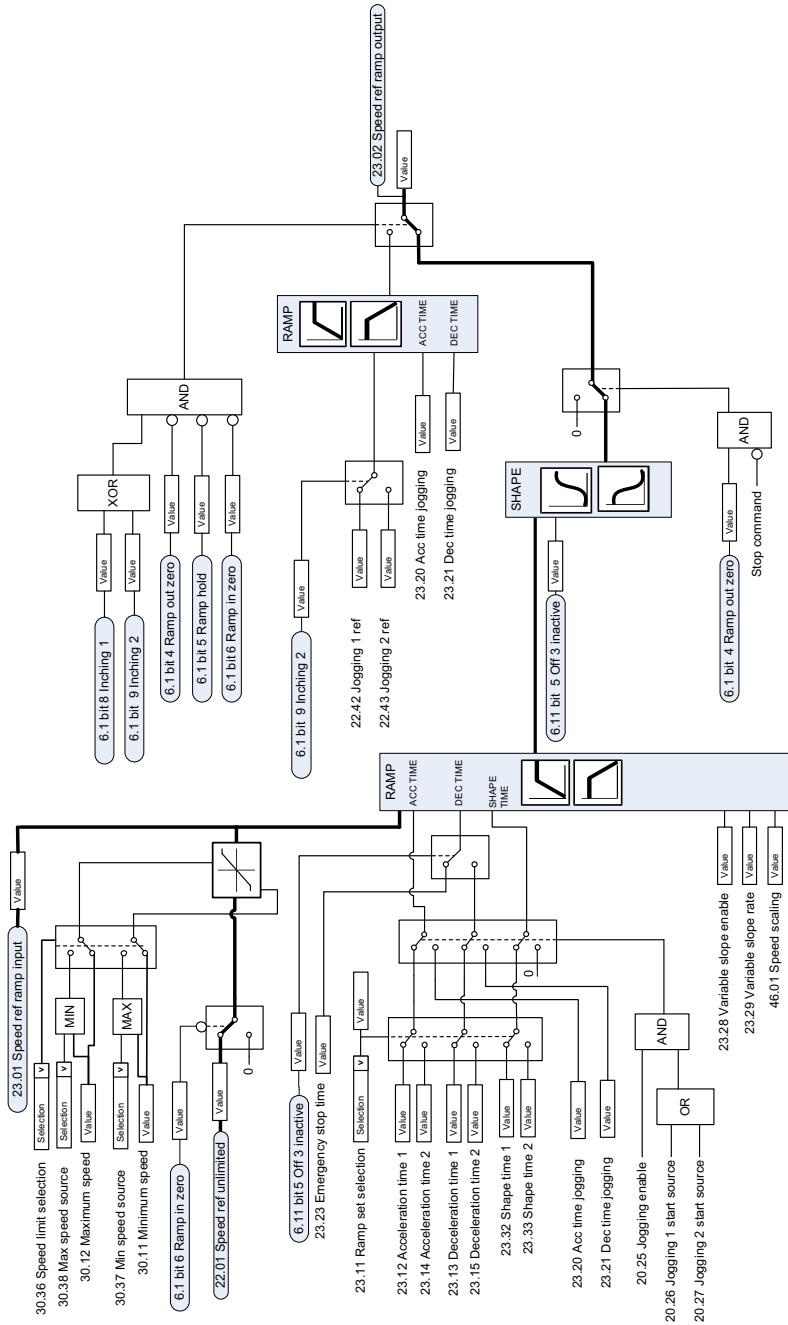 23.01 Speed ref ramp input
Value
30.36 Speed limit selection
Selection
v
30.38 Max speed source
Selection
v
30.12 Maximum speed
Value
MIN
30.37 Min speed source
Selection
v
30.11 Minimum speed
Value
MAX
6.1 bit 6 Ramp in zero
Value
22.01 Speed ref unlimited
Value
0
6.11 bit 5 Off 3 inactive
Value
23.23 Emergency stop time
Value
23.11 Ramp set selection
Selection
v
Value
23.12 Acceleration time 1
Value
23.14 Acceleration time 2
Value
23.13 Deceleration time 1
Value
23.15 Deceleration time 2
Value
23.32 Shape time 1
Value
23.33 Shape time 2
Value
0
23.20 Acc time jogging
Value
23.21 Dec time jogging
Value
20.25 Jogging enable
AND
20.26 Jogging 1 start source
20.27 Jogging 2 start source
OR
RAMP
ACC TIME
DEC TIME
SHAPE
TIME
23.28 Variable slope enable
Value
23.29 Variable slope rate
Value
46.01 Speed scaling
Value
6.1 bit 8 Inching 1
Value
6.1 bit 9 Inching 2
Value
XOR
6.1 bit 4 Ramp out zero
Value
6.1 bit 5 Ramp hold
Value
6.1 bit 6 Ramp in zero
Value
AND
6.1 bit 9 Inching 2
Value
22.42 Jogging 1 ref
Value
22.43 Jogging 2 ref
Value
23.20 Acc time jogging
Value
23.21 Dec time jogging
Value
RAMP
ACC TIME
DEC TIME
6.11 bit 5 Off 3 inactive
Value
SHAPE
0
6.1 bit 4 Ramp out zero
Value
Stop command
AND
23.02 Speed ref ramp output
Value